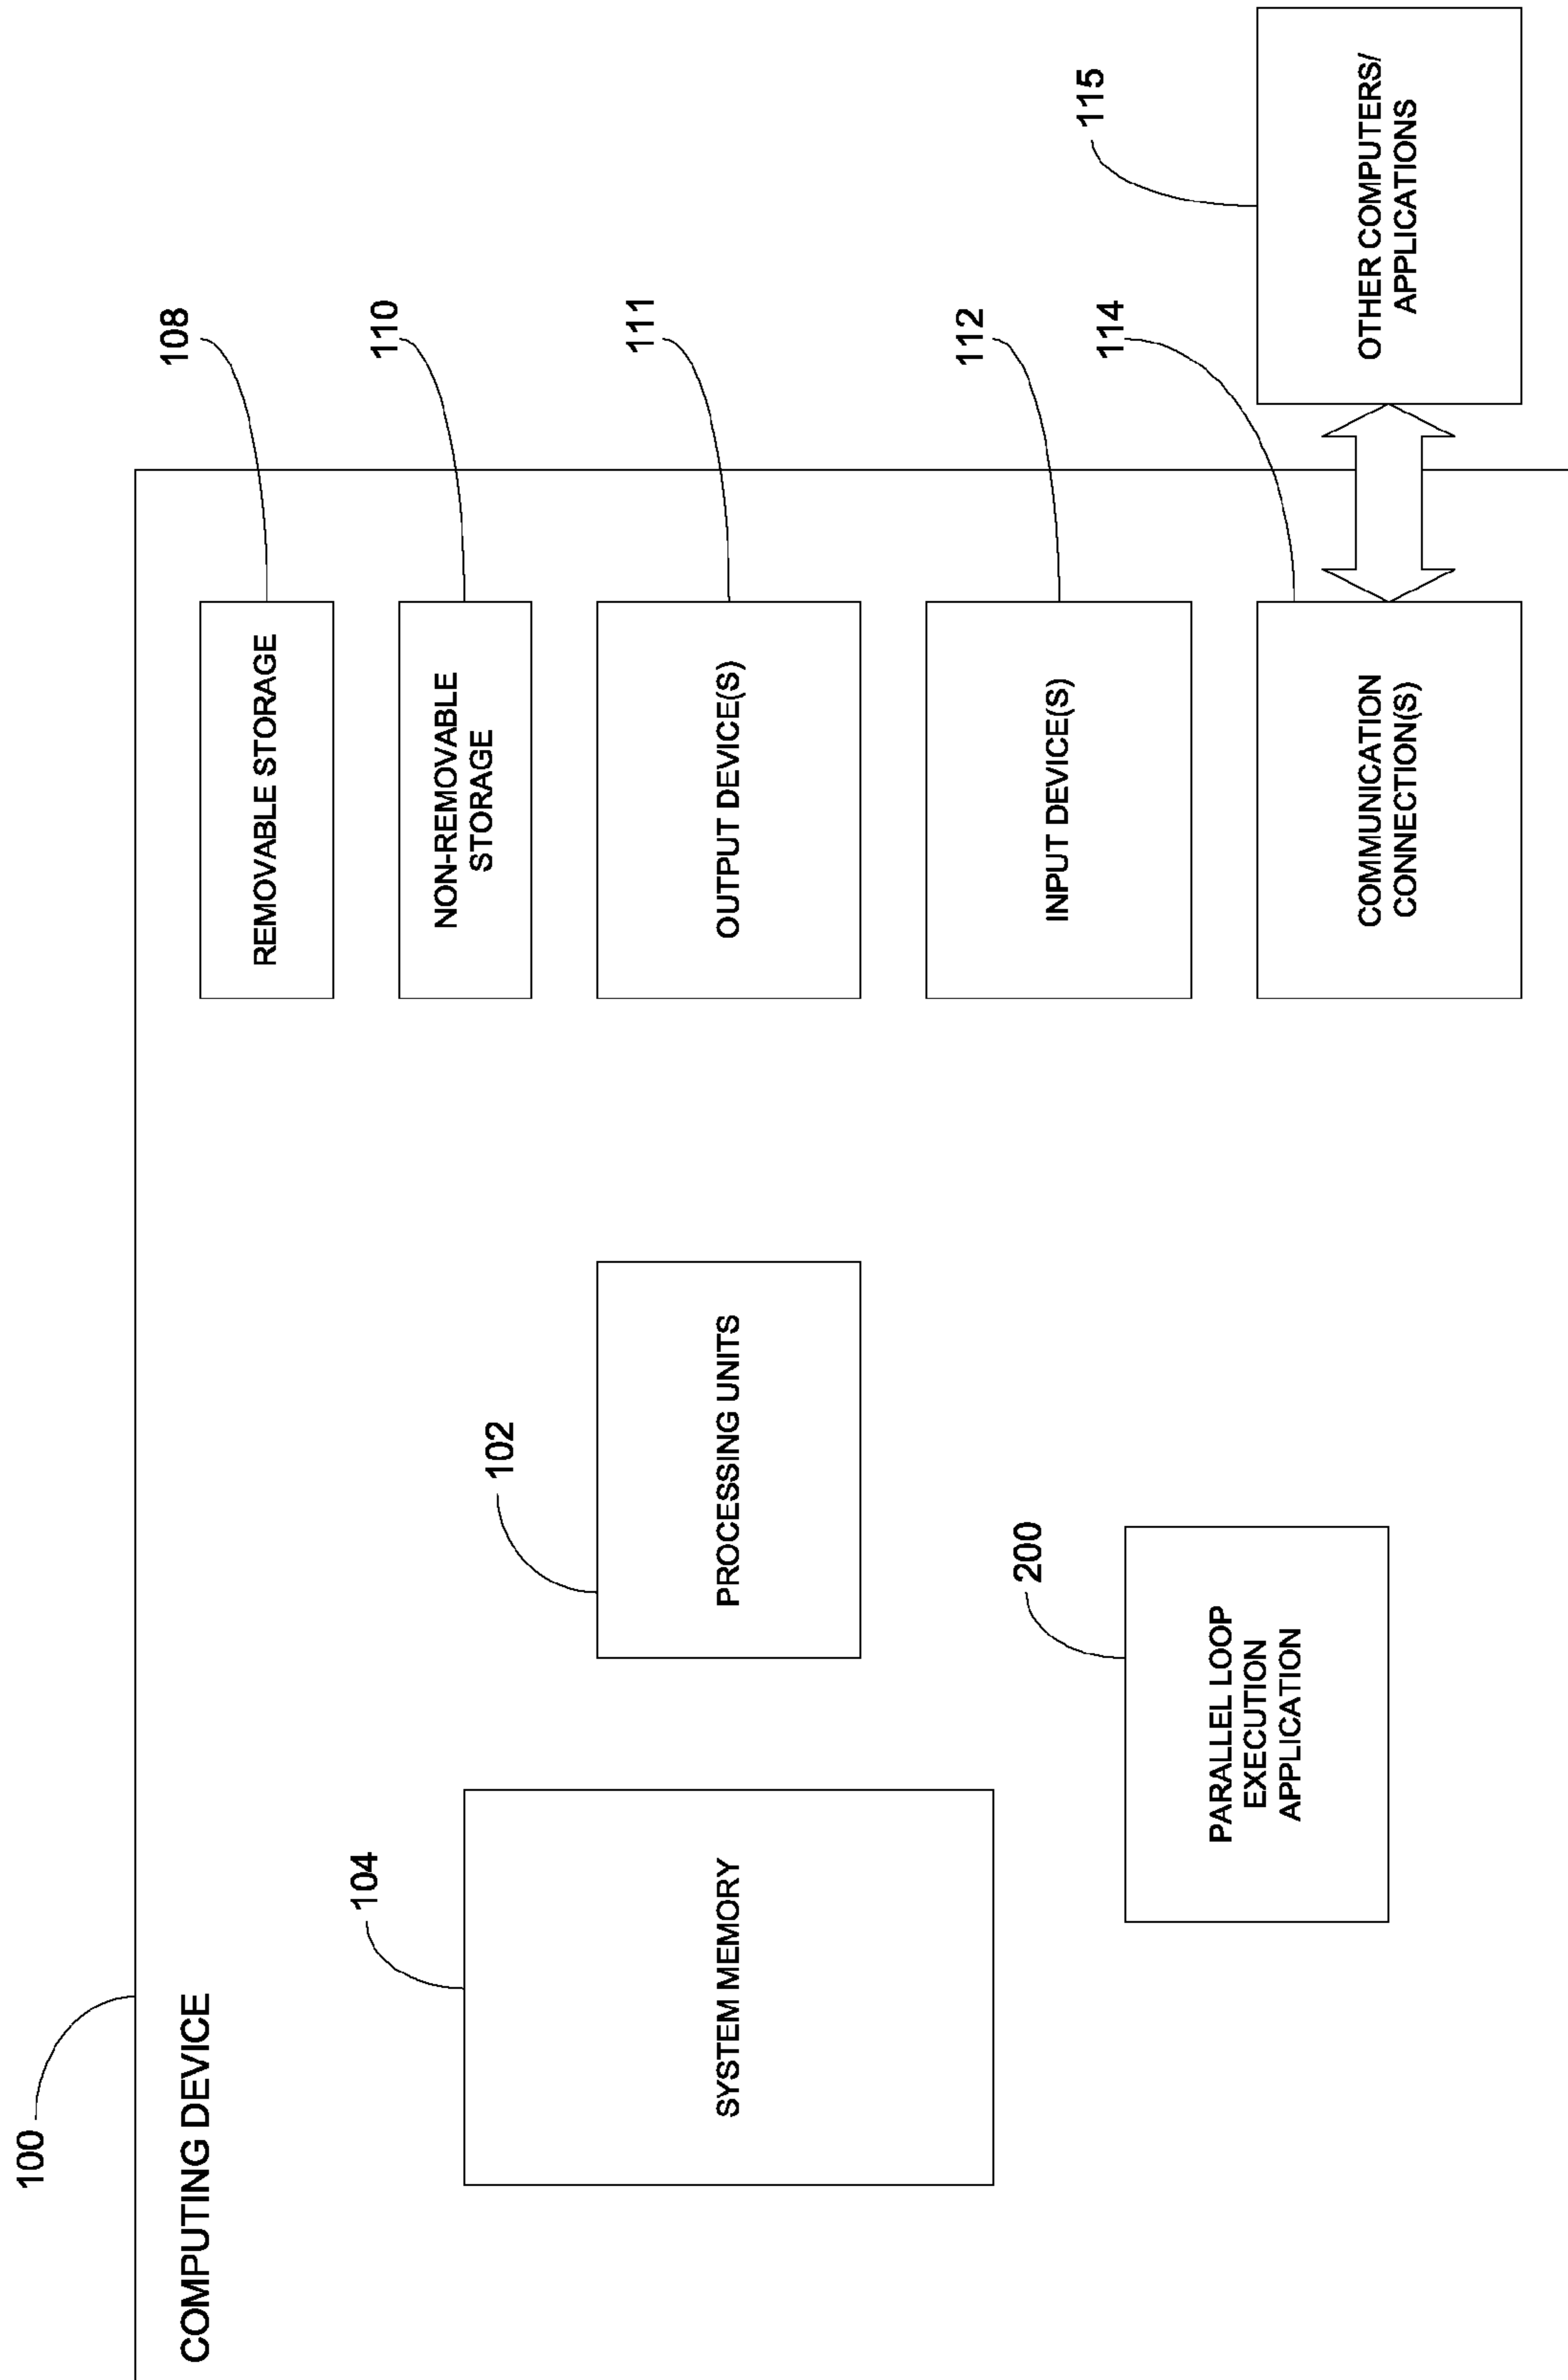 100
COMPUTING DEVICE
104
SYSTEM MEMORY
102
PROCESSING UNITS
200
PARALLEL LOOP
EXECUTION
APPLICATION
108
REMOVABLE STORAGE
110
NON-REMOVABLE
STORAGE
111
OUTPUT DEVICE(S)
112
INPUT DEVICE(S)
114
COMMUNICATION
CONNECTION(S)
115
OTHER COMPUTERS/
APPLICATIONS